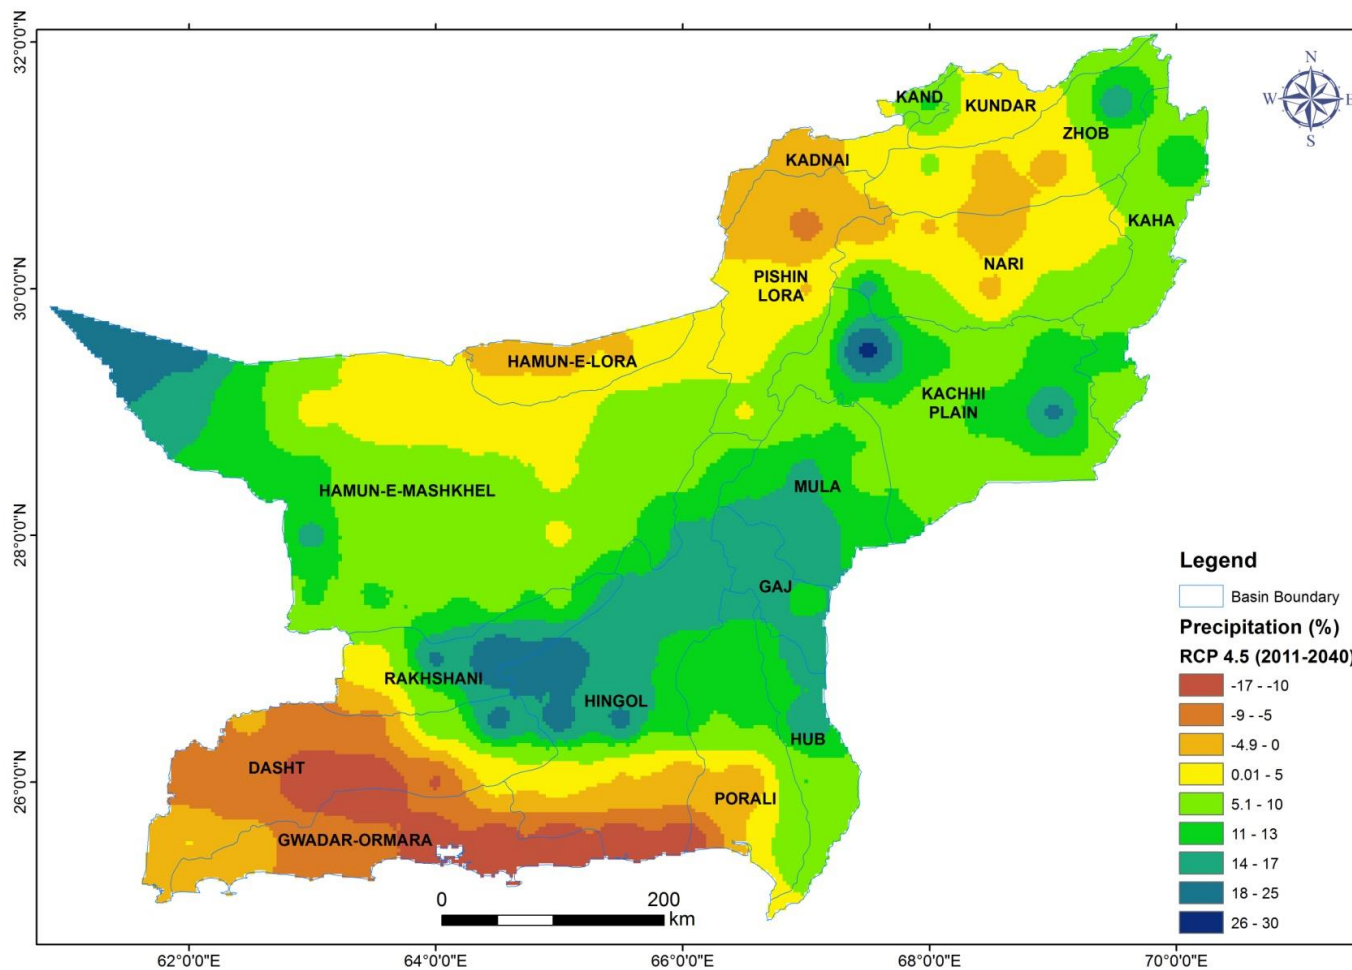 32°0'0"N
30°0'0"N
28°0'0"N
26°0'0"N
N
W
E
S
KAND
KUNDAR
ZHOB
KADNAI
KAHA
PISHIN
LORA
NARI
HAMUN-E-LORA
KACHHI
PLAIN
HAMUN-E-MASHKHEL
MULA
GAJ
RAKHSHANI
HINGOL
HUB
DASHT
PORALI
GWADAR-ORMARA
0
200
km
Legend
Basin Boundary
Precipitation (%)
RCP 4.5 (2011-2040)
-17 - -10
-9 - -5
-4.9 - 0
0.01 - 5
5.1 - 10
11 - 13
14 - 17
18 - 25
26 - 30
62°0'0"E
64°0'0"E
66°0'0"E
68°0'0"E
70°0'0"E